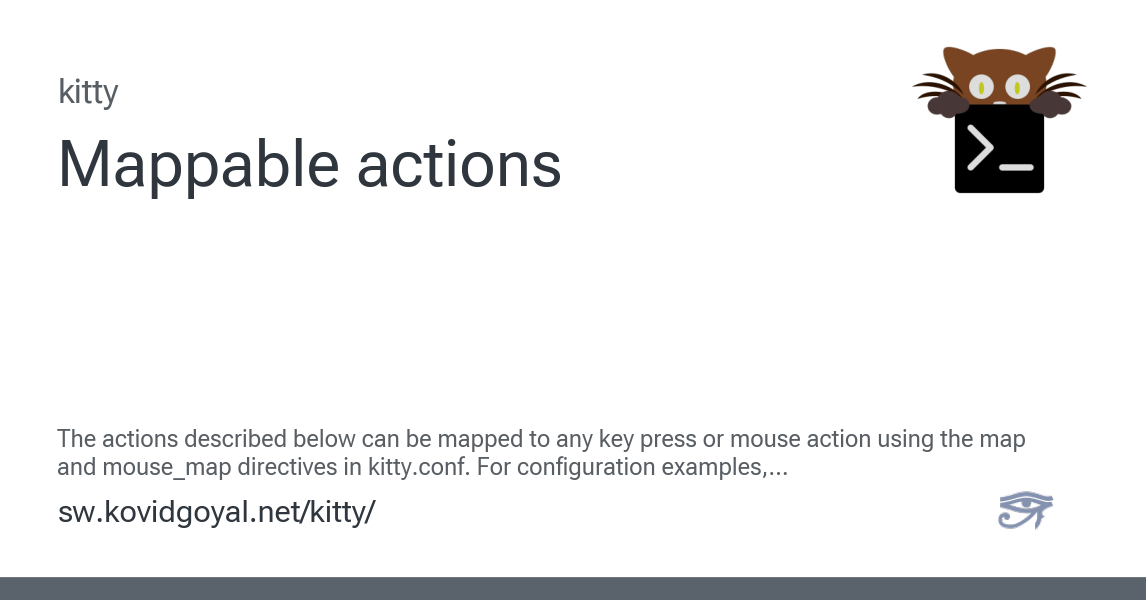 kitty
Mappable actions
The actions described below can be mapped to any key press or mouse action using the map
and mouse_map directives in kitty.conf. For configuration examples,...
sw.kovidgoyal.net/kitty/